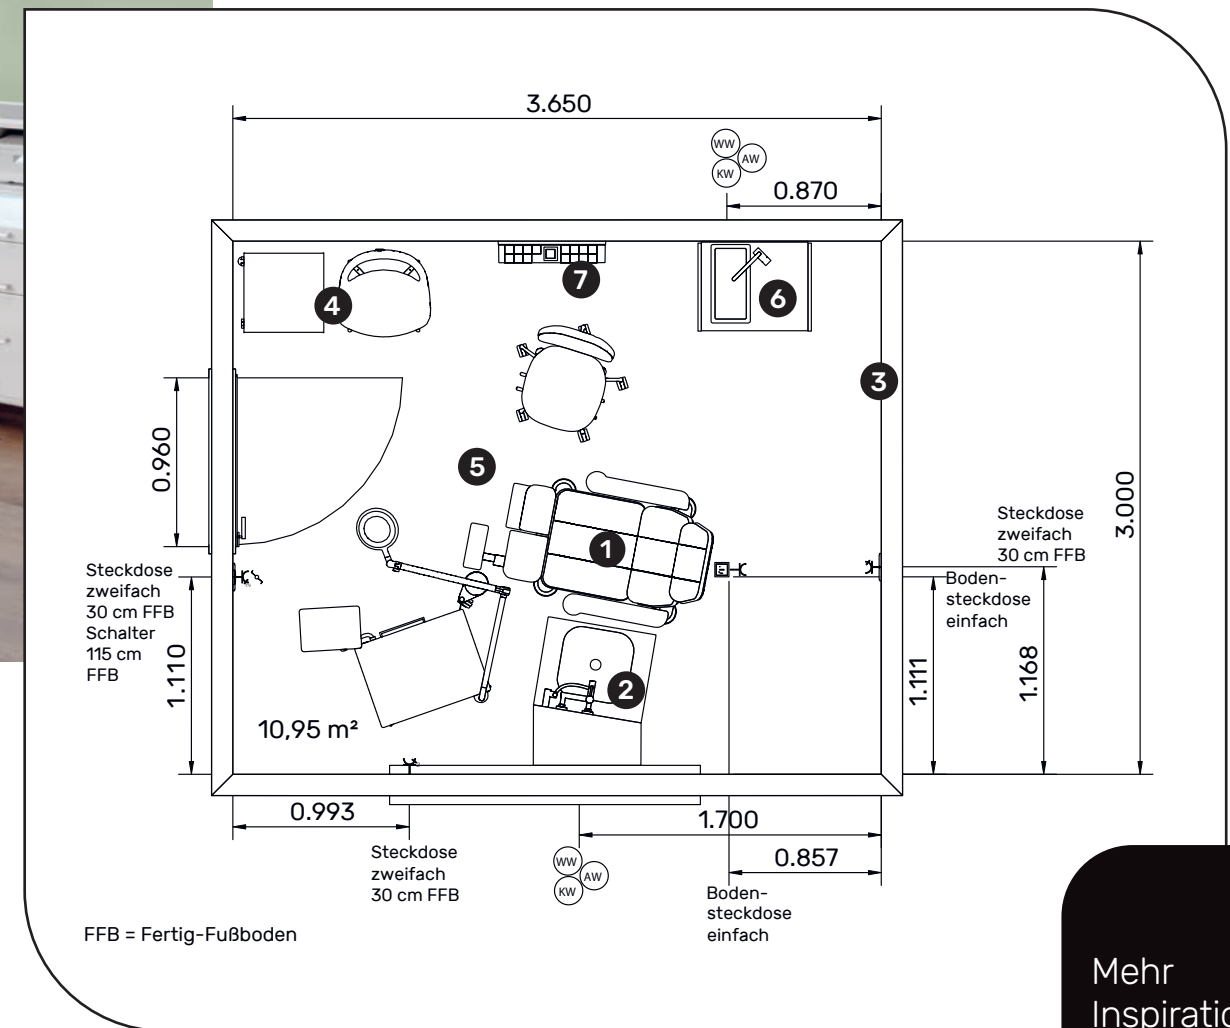 3.650
WW
AW
KW
0.870
7
4
6
3
0.960
5
3.000
Steckdose
zweifach
30 cm FFB
1
Steckdose
zweifach
30 cm FFB
Schalter
115 cm
FFB
Boden-
steckdose
einfach
1.110
1.111
1.168
2
10,95 m²
0.993
1.700
0.857
Steckdose
zweifach
30 cm FFB
WW
AW
KW
Boden-
steckdose
einfach
FFB = Fertig-Fußboden
Mehr
Inspiratio